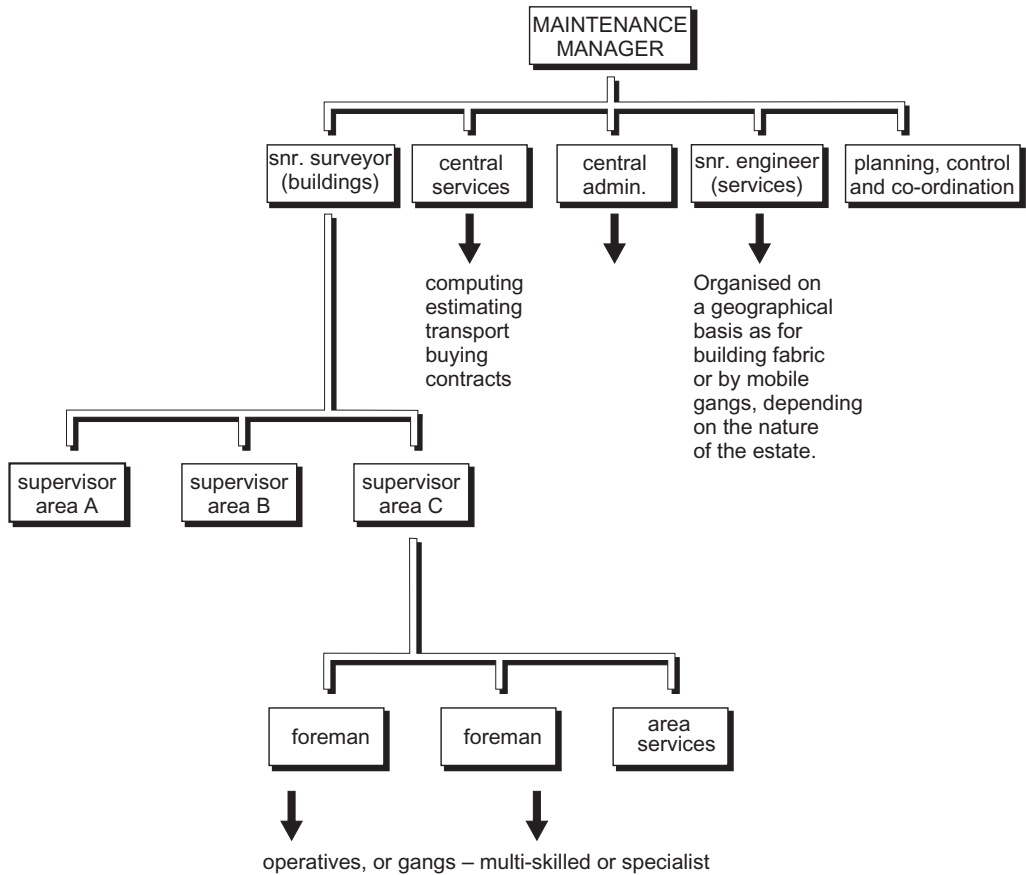 MAINTENANCE
MANAGER
snr. surveyor
(buildings)
central
services
central
admin.
snr. engineer
(services)
planning, control
and co-ordination
computing
estimating
transport
buying
contracts
Organised on
a geographical
basis as for
building fabric
or by mobile
gangs, depending
on the nature
of the estate.
supervisor
area A
supervisor
area B
supervisor
area C
foreman
foreman
area
services
operatives, or gangs – multi-skilled or specialist